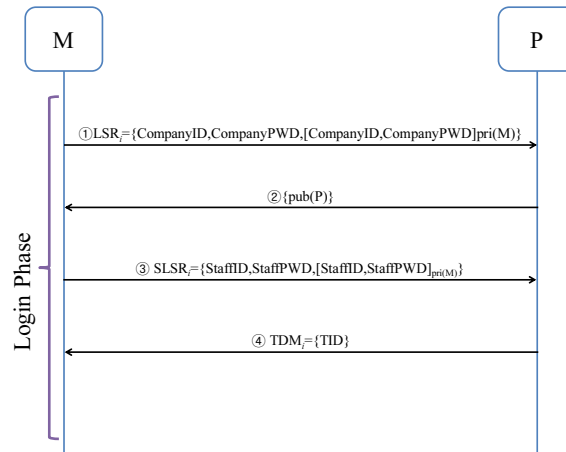 M
P
①LSRi={CompanyID,CompanyPWD,[CompanyID,CompanyPWD]pri(M)}
②{pub(P)}
③ SLSRi={StaffID,StaffPWD,[StaffID,StaffPWD]pri(M)}
④ TDMi={TID}
Login Phase